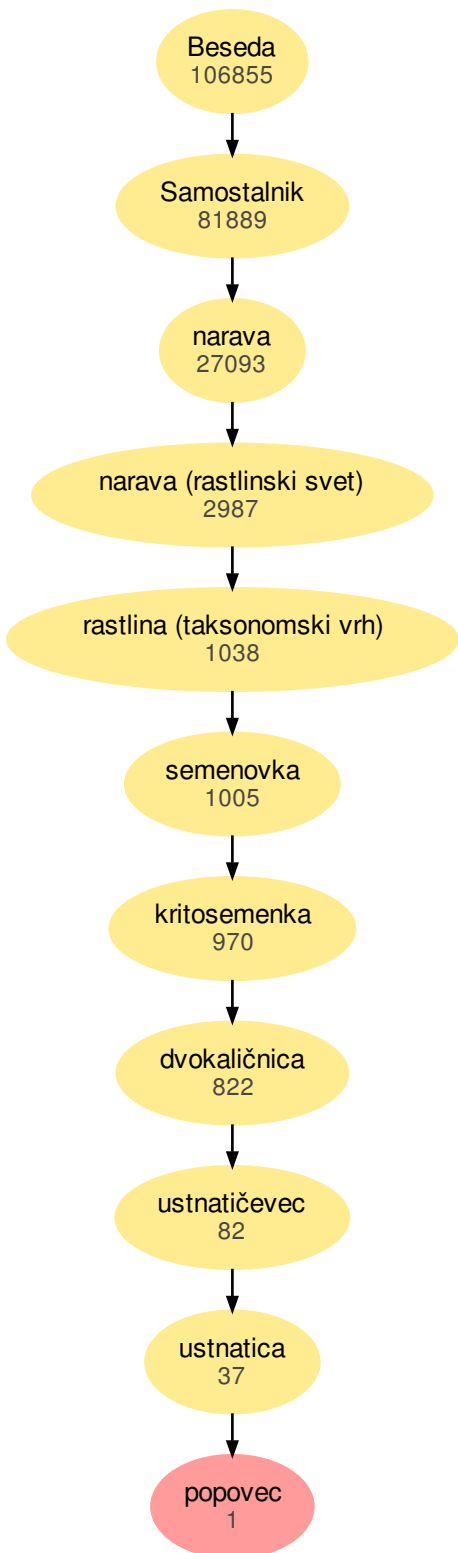 Beseda
106855
Samostalnik
81889
narava
27093
narava (rastlinski svet)
2987
rastlina (taksonomski vrh)
1038
semenovka
1005
kritosemenka
970
dvokaličnica
822
ustnatičevec
82
ustnatica
37
popovec
1